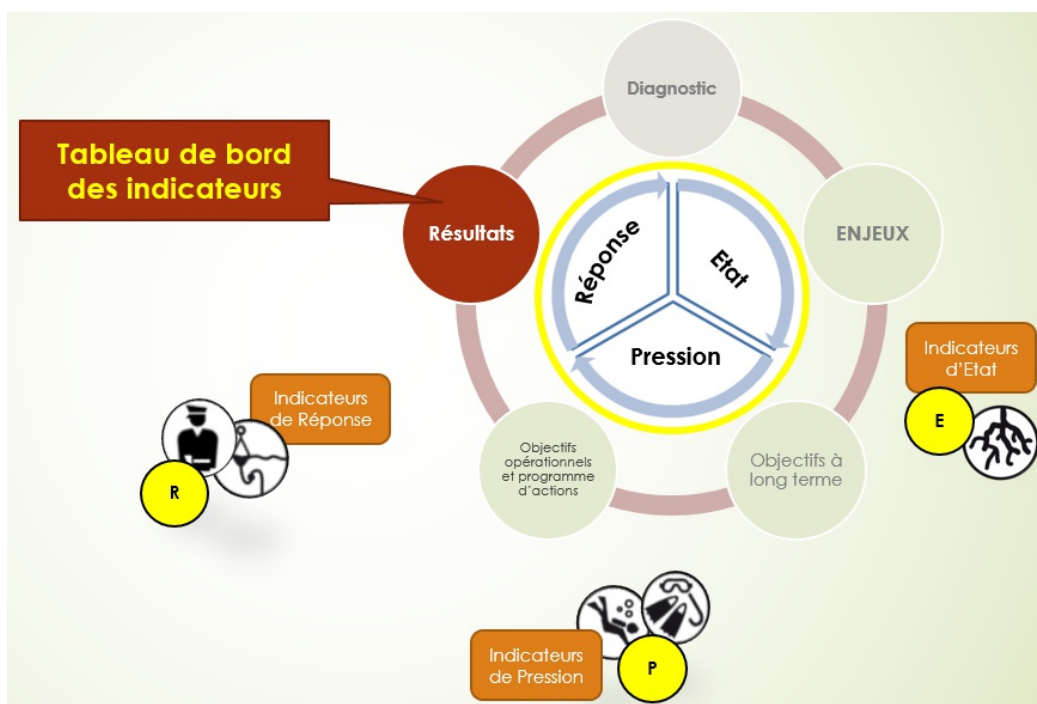 Diagnostic
Tableau de bord
des indicateurs
Résultats
ENJEUX
Réponse
Etat
Pression
Indicateurs
d'Etat
E
Indicateurs
de Réponse
R
Objectifs
opérationnels
et programme
d'actions
Objectifs à
long terme
Indicateurs
de Pression
P